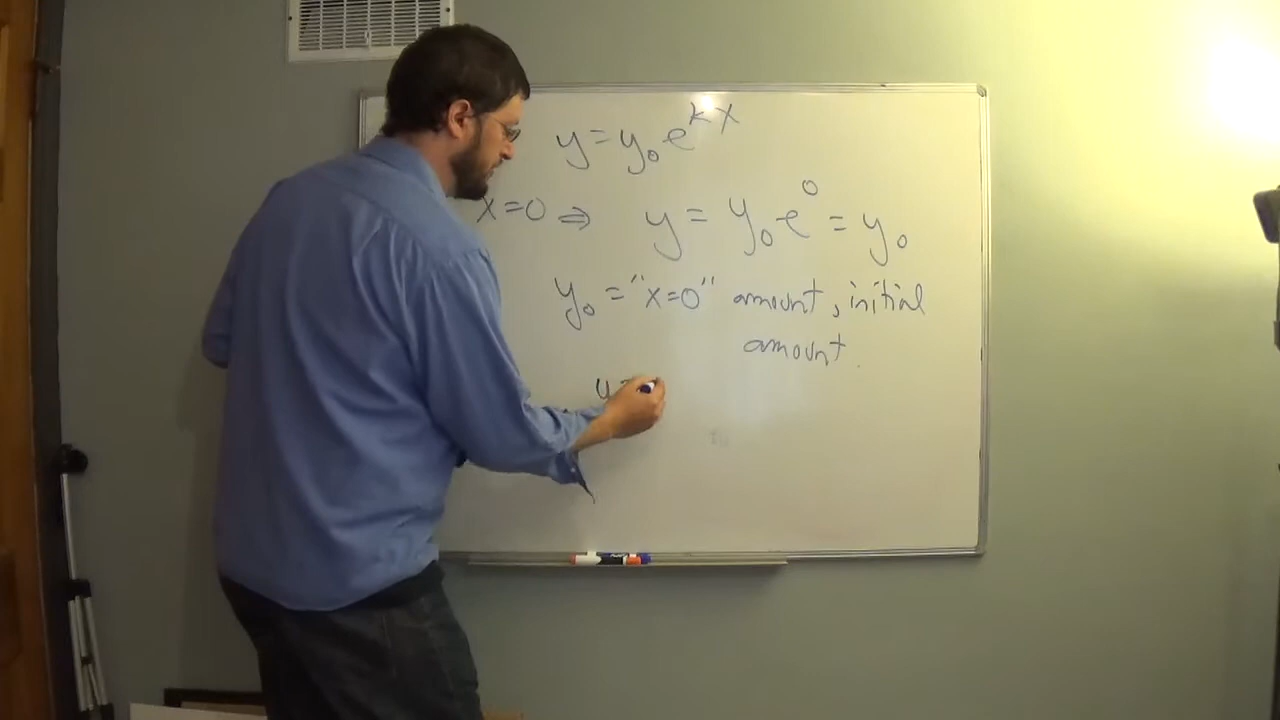 y = y₀e^{kx}
x=0 ⇒ y = y₀e⁰ = y₀
y₀ = "x=0" amount, initial
amount.
y=